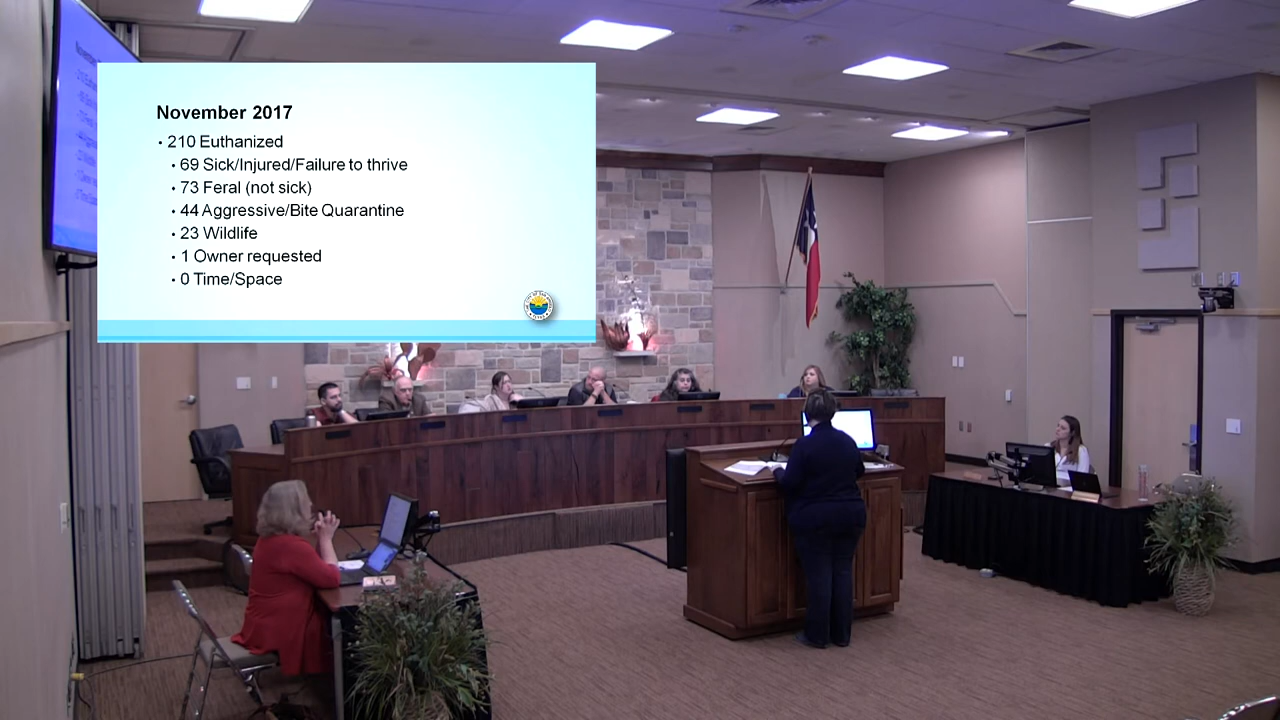 November 2017
• 210 Euthanized
• 69 Sick/Injured/Failure to thrive
• 73 Feral (not sick)
• 44 Aggressive/Bite Quarantine
• 23 Wildlife
• 1 Owner requested
• 0 Time/Space